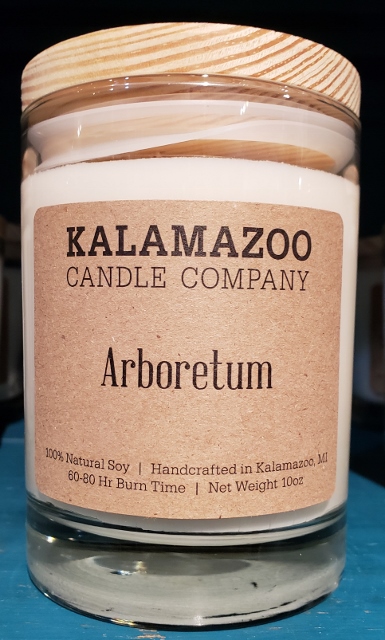 KALAMAZOO
CANDLE COMPANY
Arboretum
100% Natural Soy | Handcrafted in Kalamazoo, MI
60-80 Hr Burn Time | Net Weight 10oz